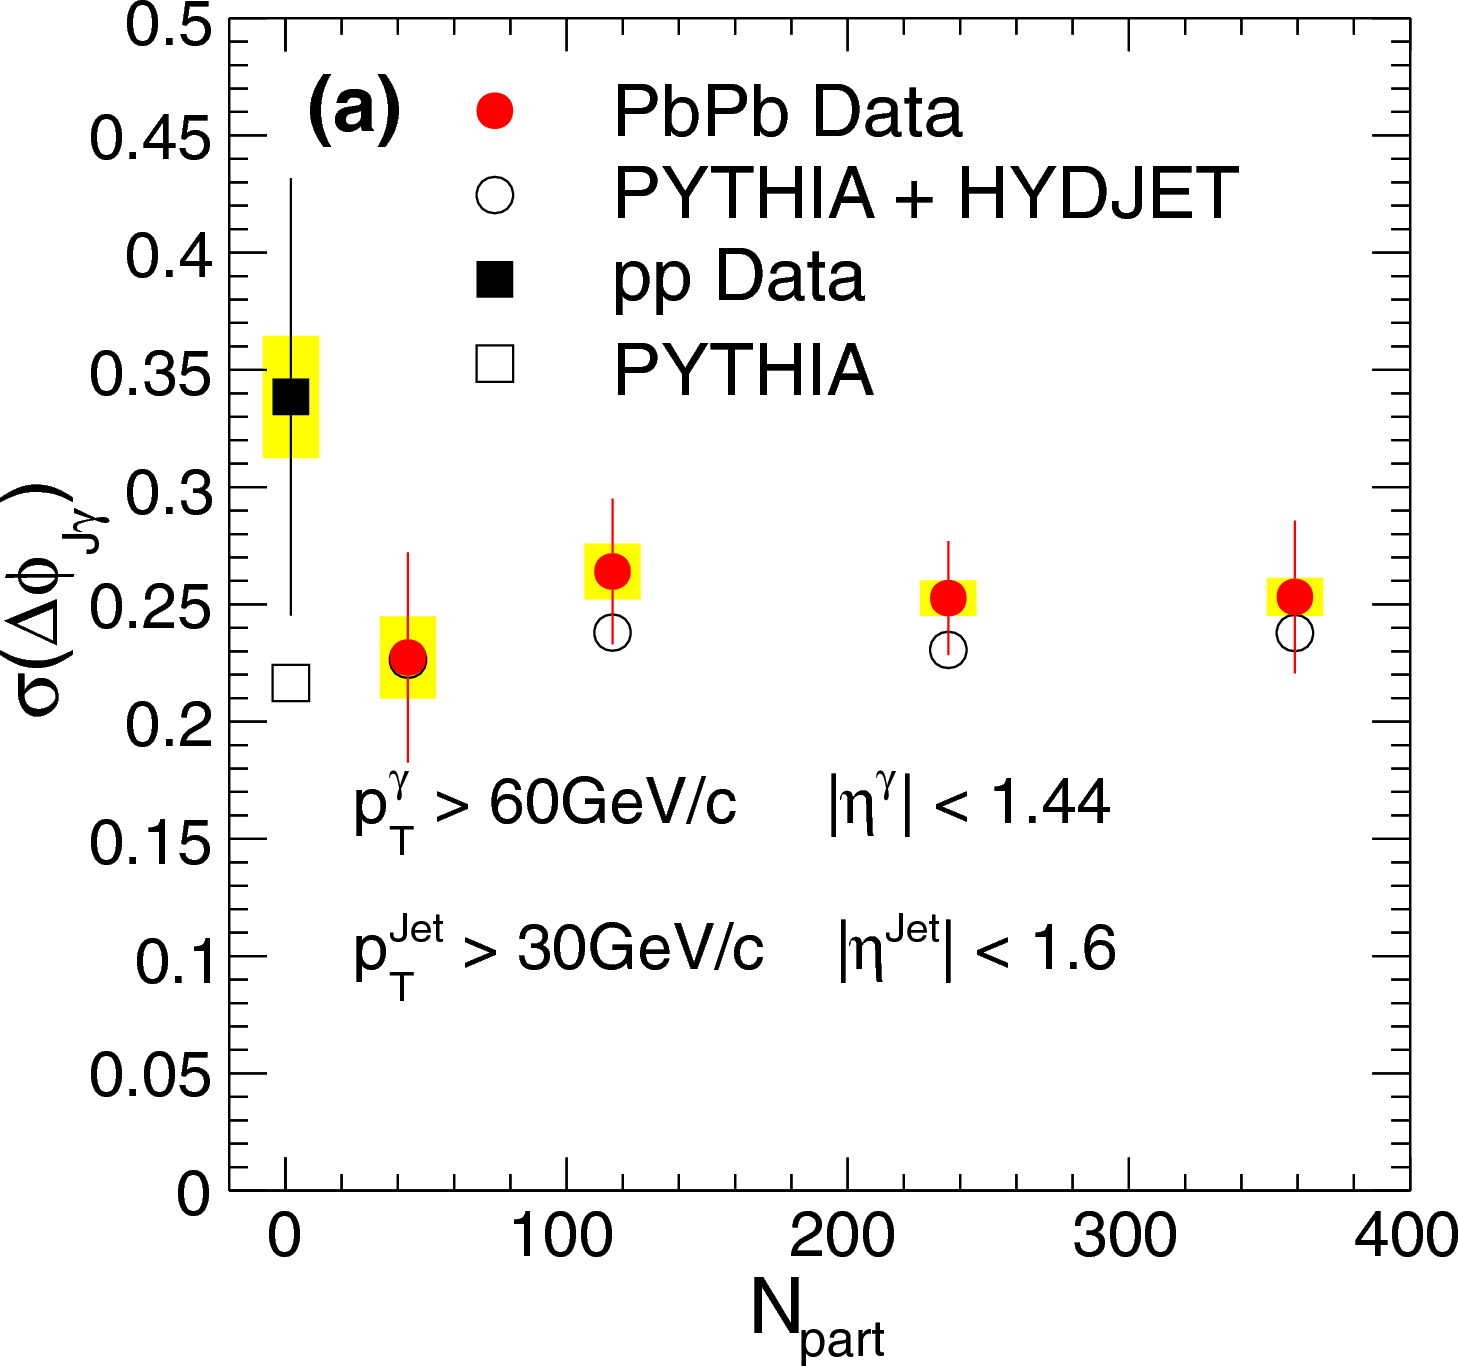 0.5
(a)
PbPb Data
0.45
PYTHIA + HYDJET
0.4
pp Data
0.35
PYTHIA
0.3
σ(Δϕ_Jγ)
0.25
0.2
p_T^γ > 60GeV/c |η^γ| < 1.44
0.15
p_T^Jet > 30GeV/c |η^Jet| < 1.6
0.1
0.05
0
0 100 200 300 400
N_part